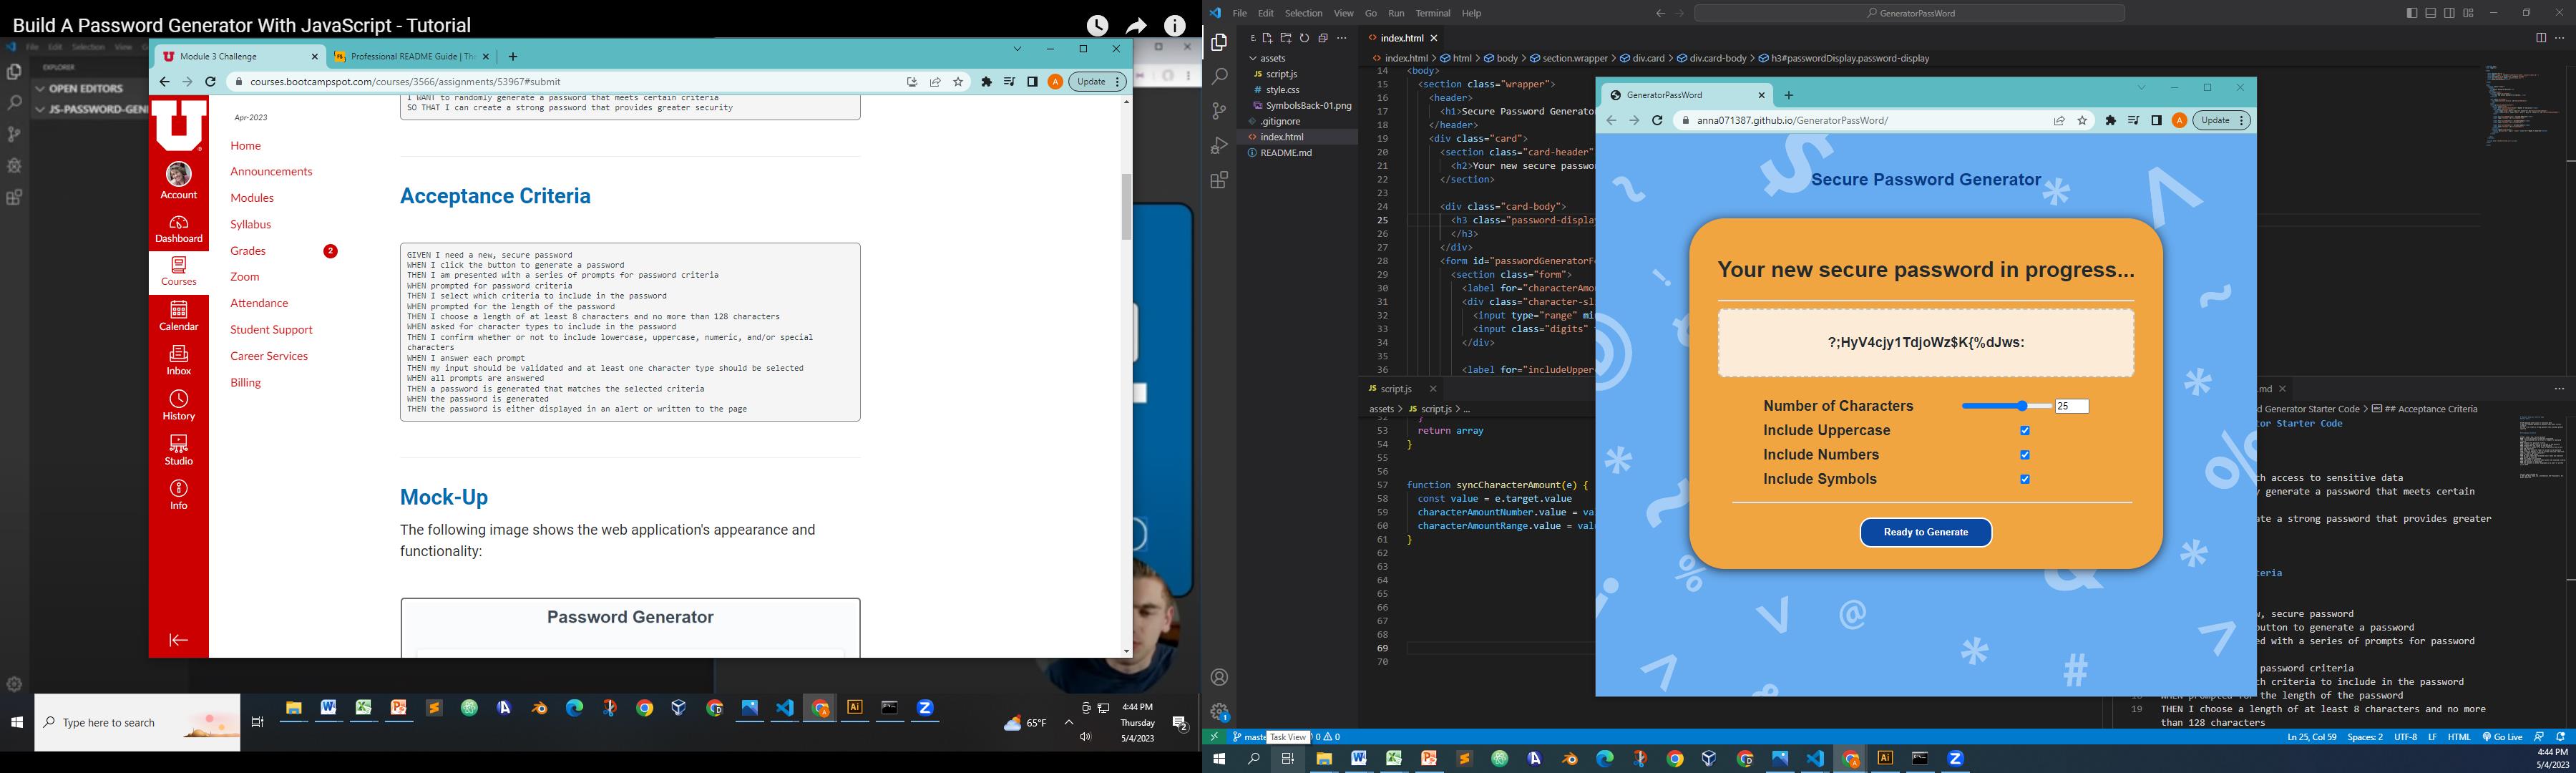 Build A Password Generator With JavaScript - Tutorial
File Edit Selection View
EXPLORER
OPEN EDITORS
JS-PASSWORD-GENE
Module 3 Challenge
Professional README Guide | The
courses.bootcampspot.com/courses/3566/assignments/53967#submit
Update
Account
Dashboard
Courses
Calendar
Inbox
History
Studio
Info
Apr-2023
Home
Announcements
Modules
Syllabus
Grades
2
Zoom
Attendance
Student Support
Career Services
Billing
I WANT to randomly generate a password that meets certain criteria
SO THAT I can create a strong password that provides greater security
Acceptance Criteria
GIVEN I need a new, secure password
WHEN I click the button to generate a password
THEN I am presented with a series of prompts for password criteria
WHEN prompted for password criteria
THEN I select which criteria to include in the password
WHEN prompted for the length of the password
THEN I choose a length of at least 8 characters and no more than 128 characters
WHEN asked for character types to include in the password
THEN I confirm whether or not to include lowercase, uppercase, numeric, and/or special
characters
WHEN I answer each prompt
THEN my input should be validated and at least one character type should be selected
WHEN all prompts are answered
THEN a password is generated that matches the selected criteria
WHEN the password is generated
THEN the password is either displayed in an alert or written to the page
Mock-Up
The following image shows the web application's appearance and
functionality:
Password Generator
Type here to search
65°F
4:44 PM
Thursday
5/4/2023
2
File Edit Selection View Go Run Terminal Help
GeneratorPassWord
assets
script.js
style.css
SymbolsBack-01.png
.gitignore
index.html
README.md
index.html
index.html > html > body > section.wrapper > div.card > div.card-body > h3#passwordDisplay.password-display
14 <body>
15 <section class="wrapper">
16 <header>
17 <h1>Secure Password Generato
18 </header>
19 <div class="card">
20 <section class="card-header"
21 <h2>Your new secure passwo
22 </section>
23
24 <div class="card-body">
25 <h3 class="password-displa
26 </h3>
27 </div>
28 <form id="passwordGeneratorFo
29 <section class="form">
30 <label for="characterAmo
31 <div class="character-sl
32 <input type="range" mi
33 <input class="digits"
34 </div>
35
36 <label for="includeUpper
script.js
assets > script.js > ...
52 }
53 return array
54 }
55
56
57 function syncCharacterAmount(e) {
58 const value = e.target.value
59 characterAmountNumber.value = va
60 characterAmountRange.value = valu
61 }
62
63
64
65
66
67
68
69
70
GeneratorPassWord
anna071387.github.io/GeneratorPassWord/
Update
Secure Password Generator
Your new secure password in progress...
?;HyV4cjy1TdjoWz$K{%dJws:
Number of Characters
25
Include Uppercase
Include Numbers
Include Symbols
Ready to Generate
.md
d Generator Starter Code > ## Acceptance Criteria
tor Starter Code
ch access to sensitive data
y generate a password that meets certain
ate a strong password that provides greater
teria
w, secure password
button to generate a password
ed with a series of prompts for password
password criteria
ch criteria to include in the password
the length of the password
19 THEN I choose a length of at least 8 characters and no more
than 128 characters
Task View
0 0
Ln 25, Col 59 Spaces: 2 UTF-8 LF HTML Go Live
4:44 PM
5/4/2023